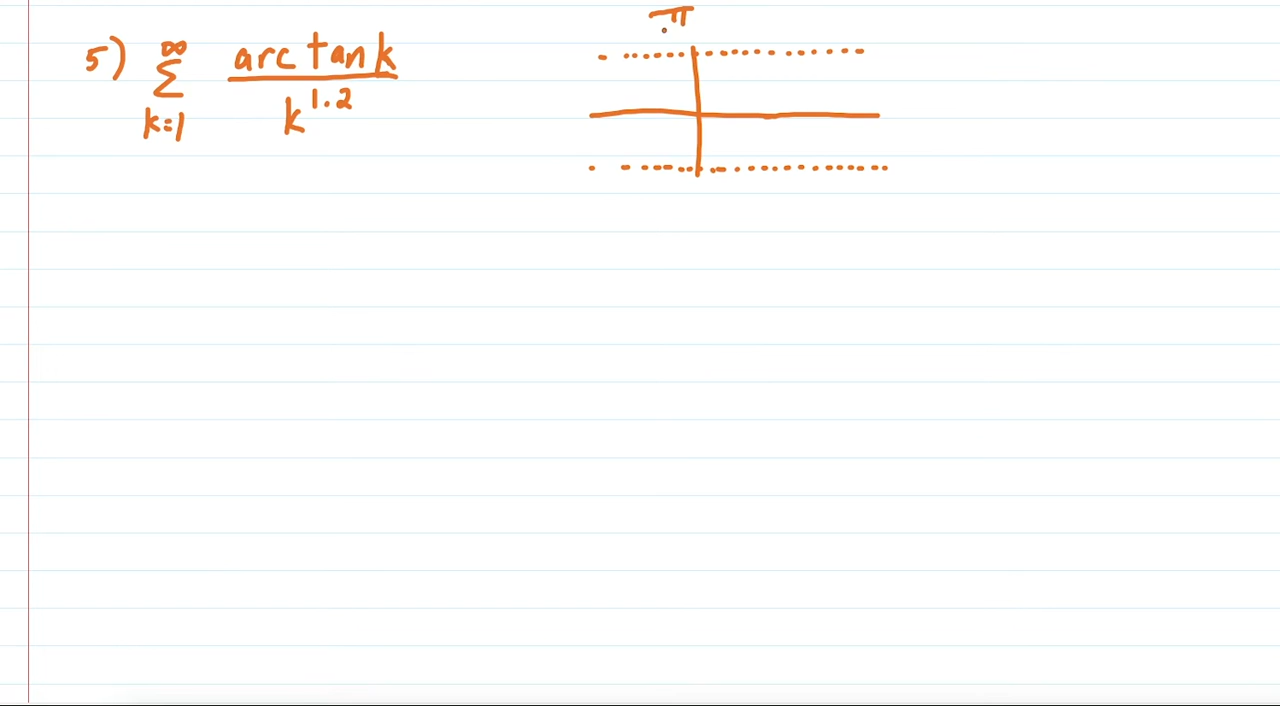 5) ∞ Σ k=1 arctan k / k^1.2
π